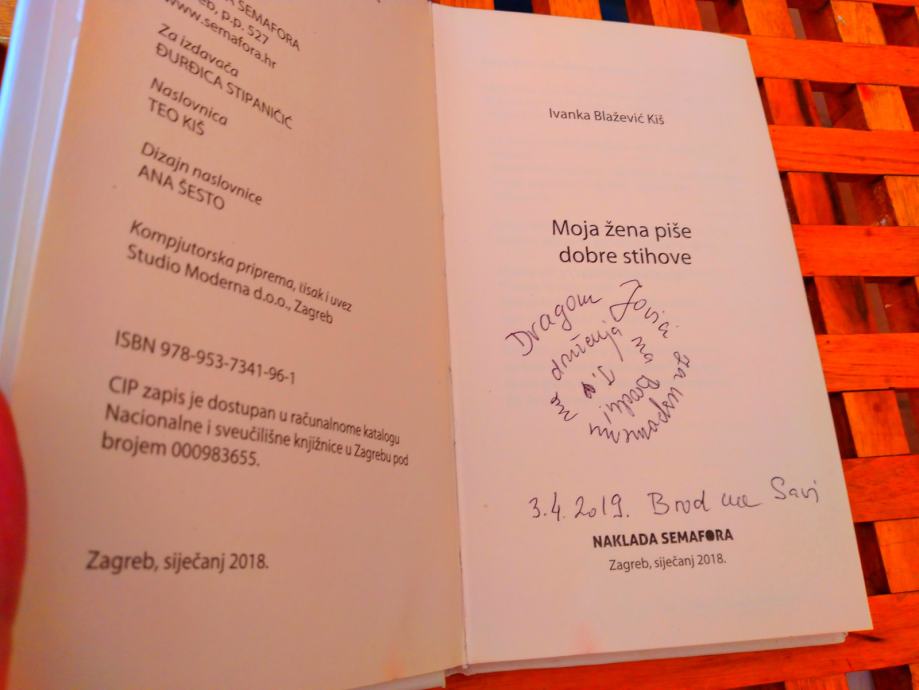 SEMAFORA
p.p. 527
www.semafora.hr
Za izdavača
ĐURĐICA STIPANIČIĆ
Naslovnica
TEO KIŠ
Dizajn naslovnice
ANA ŠESTO
Kompjutorska priprema, tisak i uvez
Studio Moderna d.o.o., Zagreb
ISBN 978-953-7341-96-1
CIP zapis je dostupan u računalnome katalogu
Nacionalne i sveučilišne knjižnice u Zagrebu pod
brojem 000983655.
Zagreb, siječanj 2018.
Ivanka Blažević Kiš
Moja žena piše
dobre stihove
Dragom
za uspomenu
na
druženja
3.4.2019. Brod na Savi
NAKLADA SEMAFORA
Zagreb, siječanj 2018.